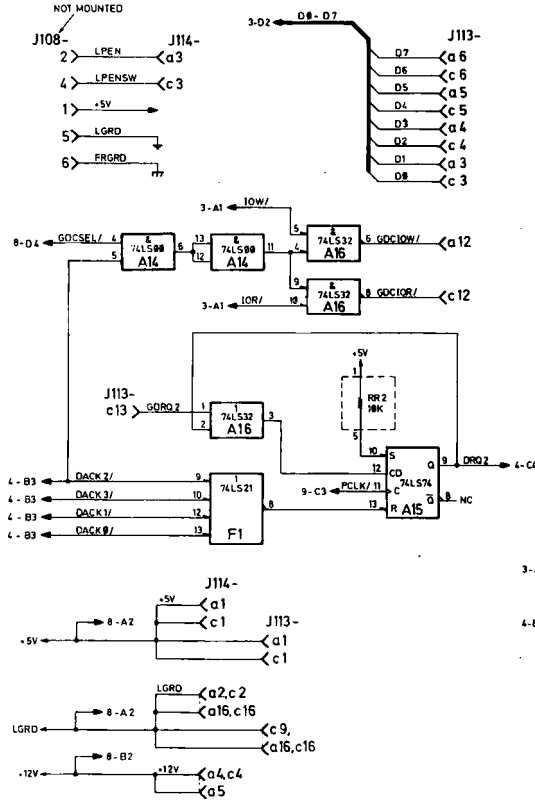 NOT MOUNTED
J108- J114-
2 LPEN a3
4 LPENSW c3
1 +5V
5 LGRD
6 FRGRD
3-D2 D0-D7
J113-
D7 a6
D6 c6
D5 a5
D4 c5
D3 a4
D2 c4
D1 a3
D0 c3
3-A1 IOW/
8-D4 GDCSEL/ 4 5 & 74LS00 A14 6
13 12 & 74LS00 A14 11
5 4 & 74LS32 A16 6 GDCIOW/ a12
9 10 & 74LS32 A16 8 GDCIOR/ c12
3-A1 IOR/
+5V
1 RR2 10K 5
J113-
c13 GDRQ2 1 2 1 74LS32 A16 3
10 S
12 CD
9-C3 PCLK/ 11 C
13 R
74LS74 A15
Q 9 DRQ2
Q 8 NC
4-B3 DACK2/ 9
4-B3 DACK3/ 10
4-B3 DACK1/ 12
4-B3 DACK0/ 13
1 74LS21 F1 8
J114-
+5V a1
c1
J113-
a1
c1
+5V 8-A2
LGRD a2,c2
a16,c16
LGRD 8-A2
c9,
a16,c16
+12V 8-B2
+12V a4,c4
a5